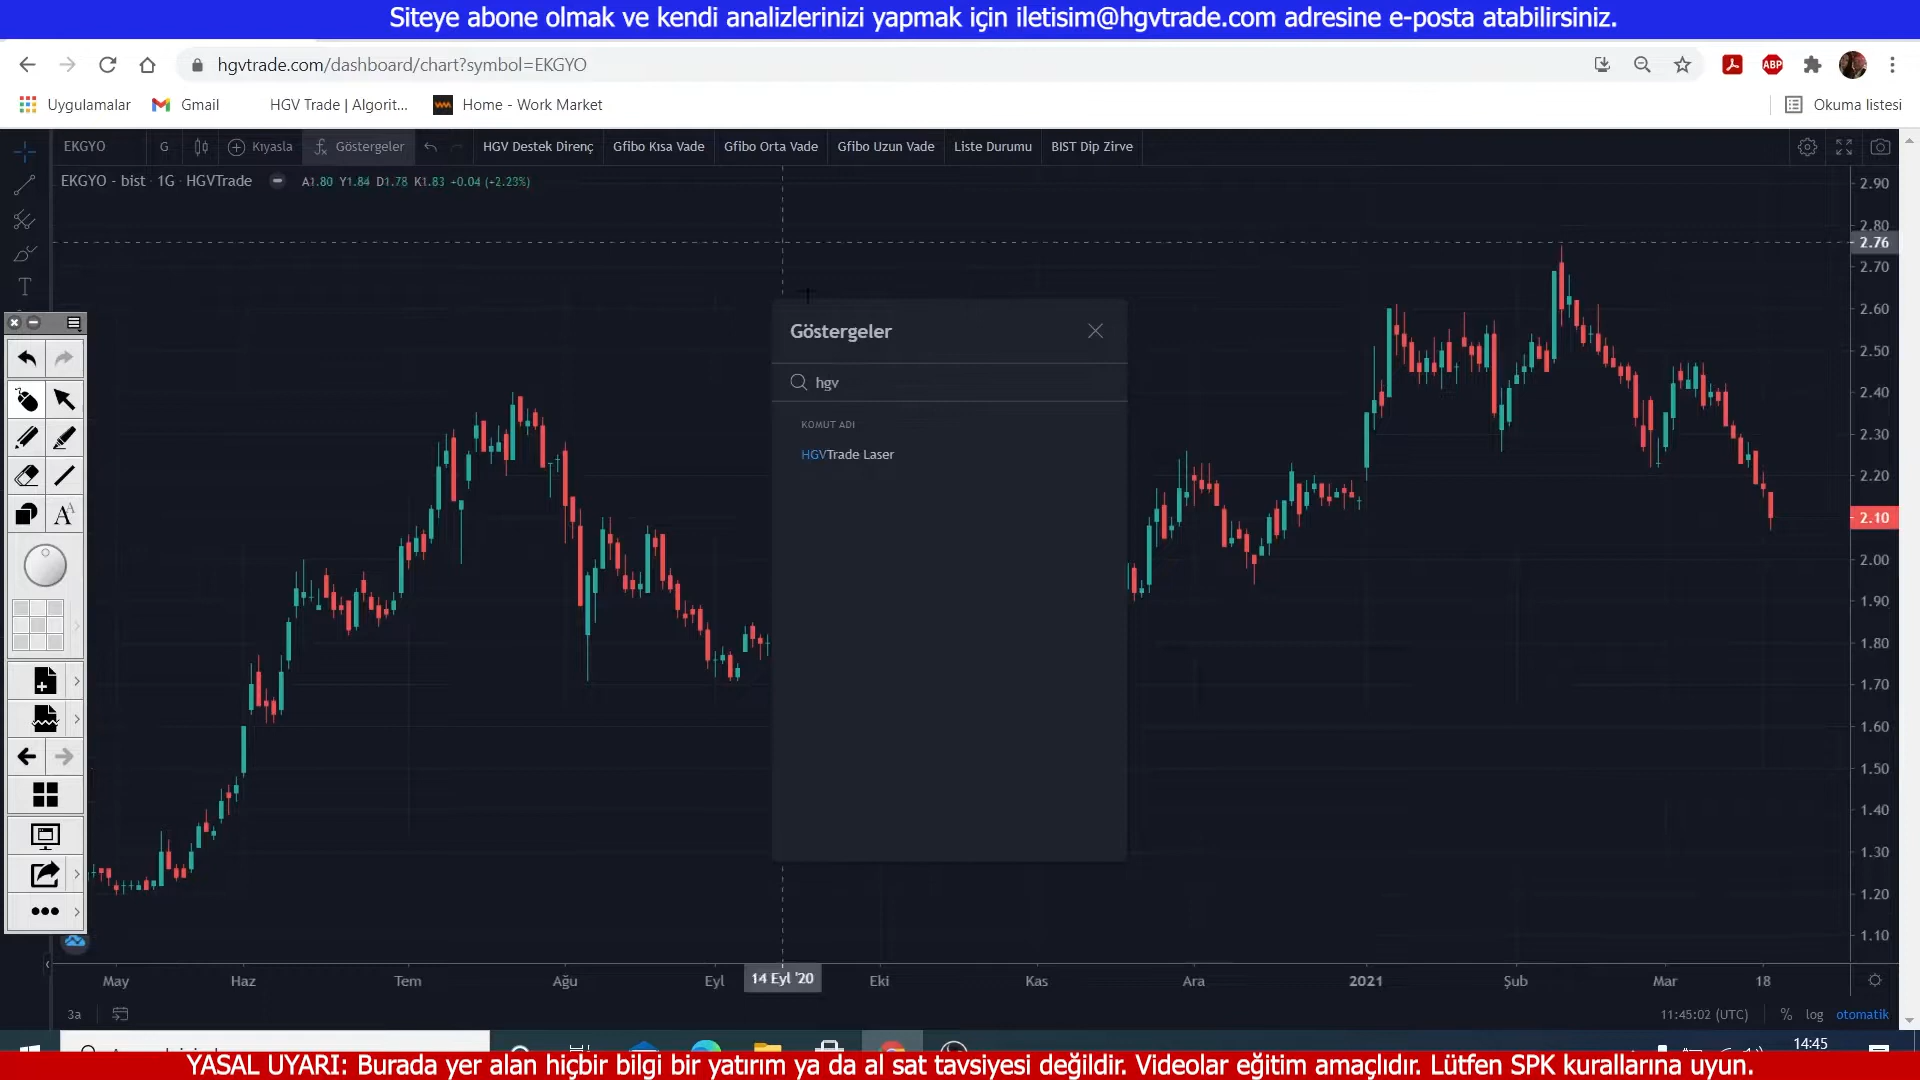 Siteye abone olmak ve kendi analizlerinizi yapmak için iletisim@hgvtrade.com adresine e-posta atabilirsiniz.
hgvtrade.com/dashboard/chart?symbol=EKGYO
ABP
Uygulamalar Gmail HGV Trade | Algorit... Home - Work Market Okuma listesi
EKGYO G Kıyasla Göstergeler HGV Destek Direnç Gfibo Kısa Vade Gfibo Orta Vade Gfibo Uzun Vade Liste Durumu BIST Dip Zirve
EKGYO - bist · 1G · HGVTrade A1.80 Y1.84 D1.78 K1.83 +0.04 (+2.23%)
2.90
2.80
2.76
2.70
2.60
2.50
2.40
2.30
2.20
2.10
2.00
1.90
1.80
1.70
1.60
1.50
1.40
1.30
1.20
1.10
Göstergeler
hgv
KOMUT ADI
HGVTrade Laser
May Haz Tem Ağu Eyl 14 Eyl '20 Eki Kas Ara 2021 Şub Mar 18
3a 11:45:02 (UTC) % log otomatik
14:45
YASAL UYARI: Burada yer alan hiçbir bilgi bir yatırım ya da al sat tavsiyesi değildir. Videolar eğitim amaçlıdır. Lütfen SPK kurallarına uyun.